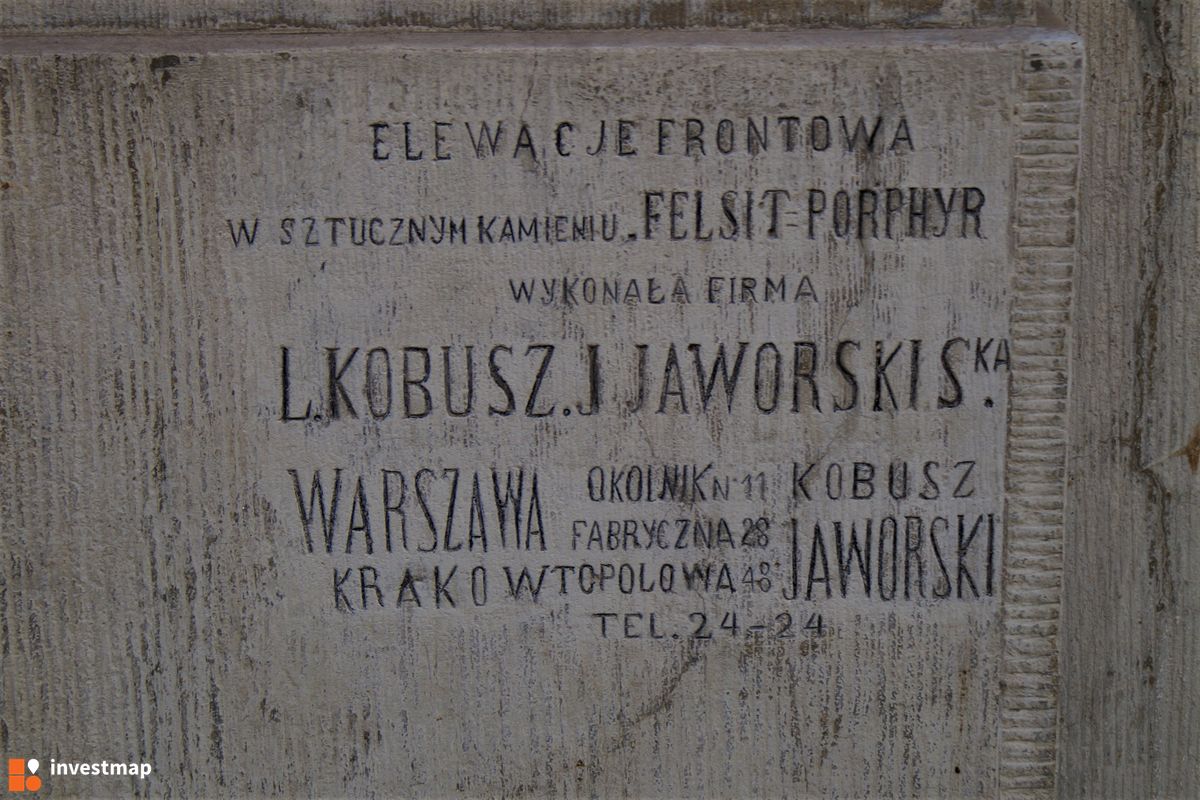 ELEWACJE FRONTOWA
W SZTUCZNYM KAMIENIU „FELSIT=PORPHYR
WYKONAŁA FIRMA
L. KOBUSZ. J JAWORSKI SKA.
WARSZAWA OKOLNIK N 11 KOBUSZ
FABRYCZNA 28 JAWORSKI
KRAKOW TOPOLOWA 48
TEL. 24-24
investmap